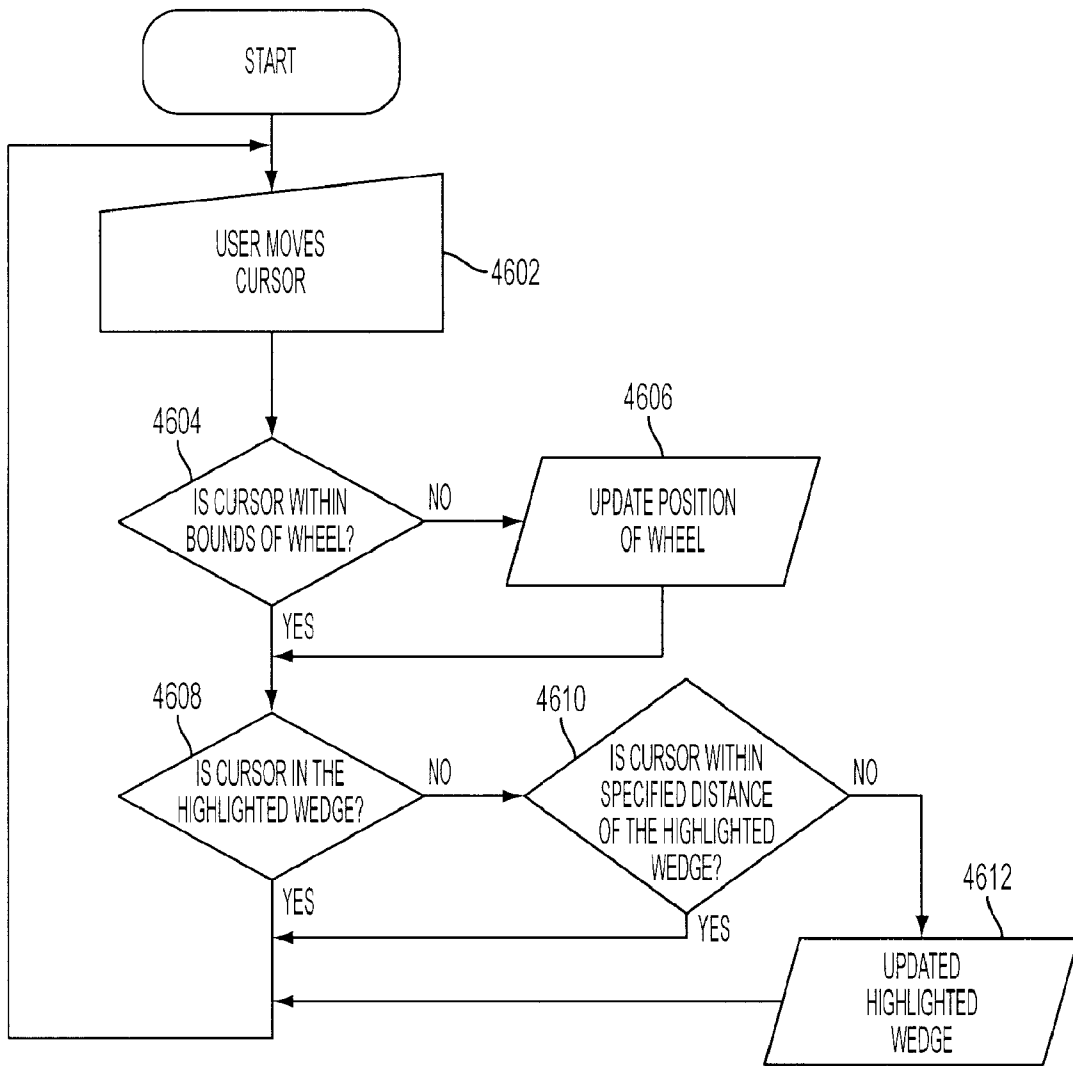 START
USER MOVES
CURSOR
4602
4604
IS CURSOR WITHIN
BOUNDS OF WHEEL?
NO
4606
UPDATE POSITION
OF WHEEL
YES
4608
IS CURSOR IN THE
HIGHLIGHTED WEDGE?
NO
4610
IS CURSOR WITHIN
SPECIFIED DISTANCE
OF THE HIGHLIGHTED
WEDGE?
NO
YES
YES
4612
UPDATED
HIGHLIGHTED
WEDGE